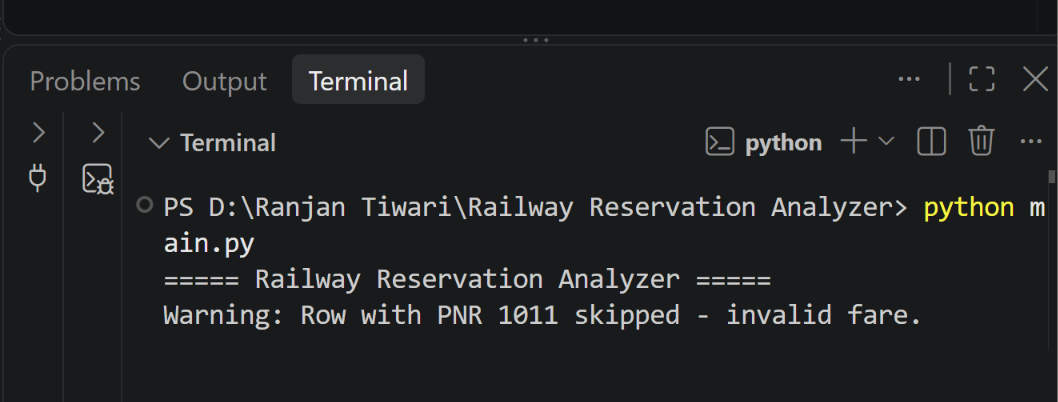 Problems Output Terminal
Terminal
python
PS D:\Ranjan Tiwari\Railway Reservation Analyzer> python m
ain.py
===== Railway Reservation Analyzer =====
Warning: Row with PNR 1011 skipped - invalid fare.